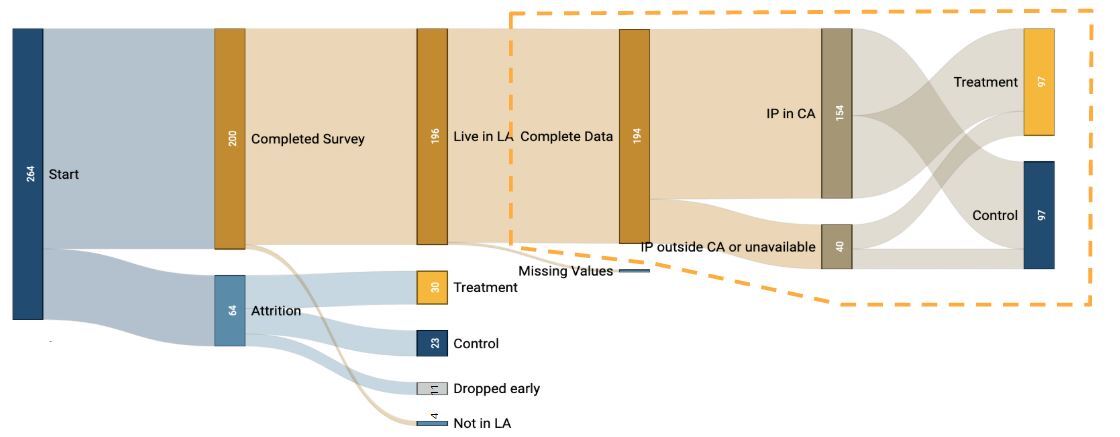 264
Start
200
Completed Survey
64
Attrition
196
Live in LA
30
Treatment
23
Control
11
Dropped early
4
Not in LA
Complete Data
194
Missing Values
IP in CA
154
IP outside CA or unavailable
40
Treatment
97
Control
97